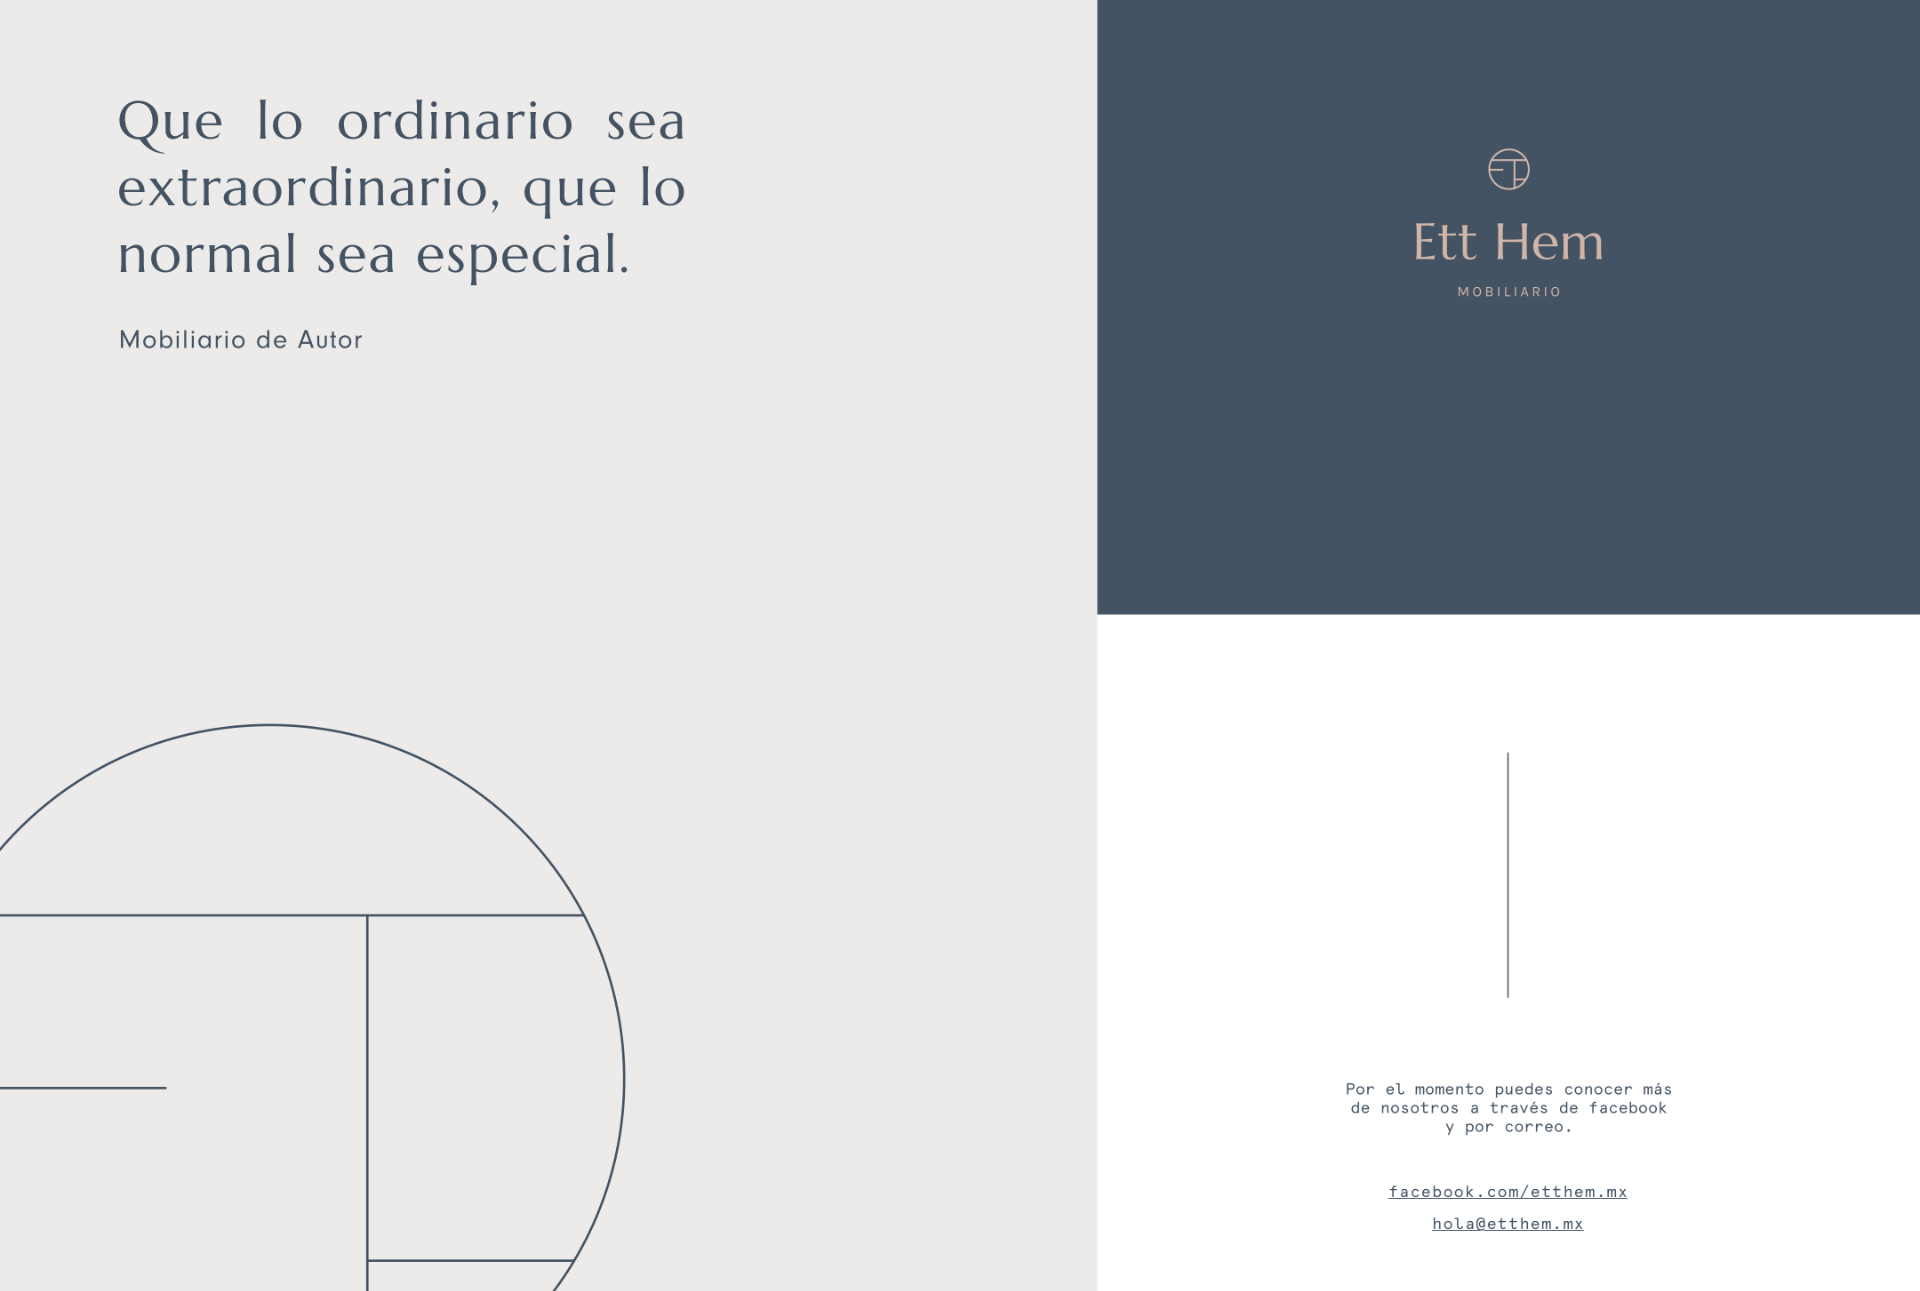 Que lo ordinario sea
extraordinario, que lo
normal sea especial.
Mobiliario de Autor
Ett Hem
MOBILIARIO
Por el momento puedes conocer más
de nosotros a través de facebook
y por correo.
facebook.com/etthem.mx
hola@etthem.mx